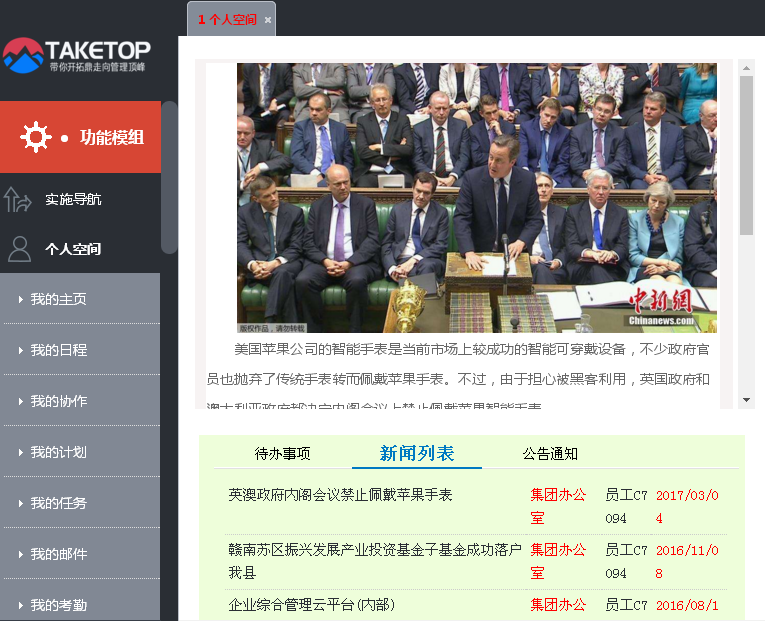 1 个人空间 ×
TAKETOP
带你开拓鼎走向管理顶峰
功能模组
实施导航
个人空间
我的主页
我的日程
我的协作
我的计划
我的任务
我的邮件
我的考勤
中新網
Chinanews.com
版权作品，请勿转载
美国苹果公司的智能手表是当前市场上较成功的智能可穿戴设备，不少政府官
员也抛弃了传统手表转而佩戴苹果手表。不过，由于担心被黑客利用，英国政府和
澳大利亚政府都决定内阁会议上禁止佩戴苹果智能手表
待办事项 新闻列表 公告通知
英澳政府内阁会议禁止佩戴苹果手表 集团办公 员工C7 2017/03/0
室 094 4
赣南苏区振兴发展产业投资基金子基金成功落户 集团办公 员工C7 2016/11/0
我县 室 094 8
企业综合管理云平台(内部) 集团办公 员工C7 2016/08/1